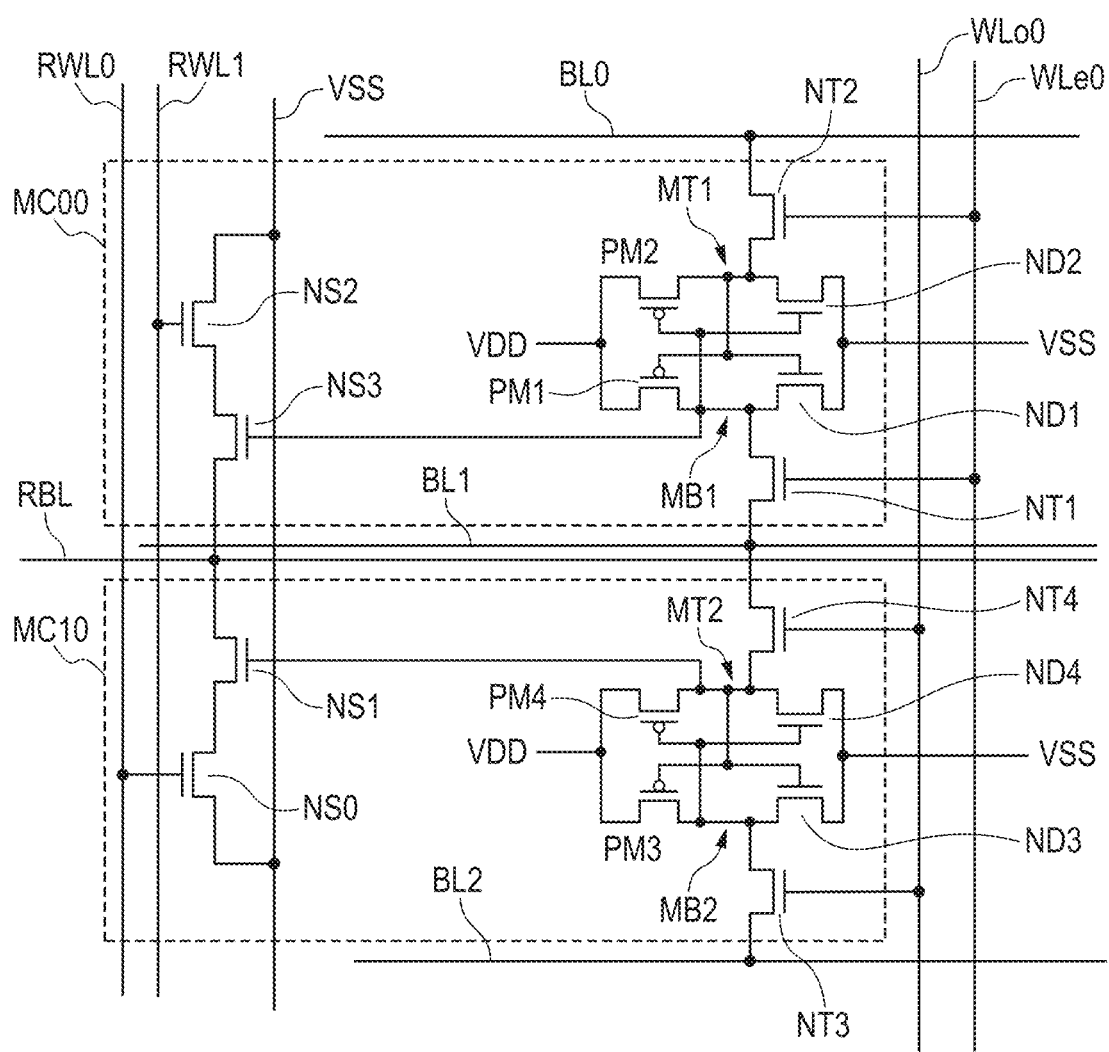 WLo0
RWL0
RWL1
VSS
BL0
NT2
WLe0
MC00
MT1
PM2
ND2
NS2
VDD
VSS
NS3
PM1
ND1
RBL
BL1
MB1
NT1
MC10
MT2
NT4
NS1
PM4
ND4
VDD
VSS
NS0
PM3
ND3
BL2
MB2
NT3